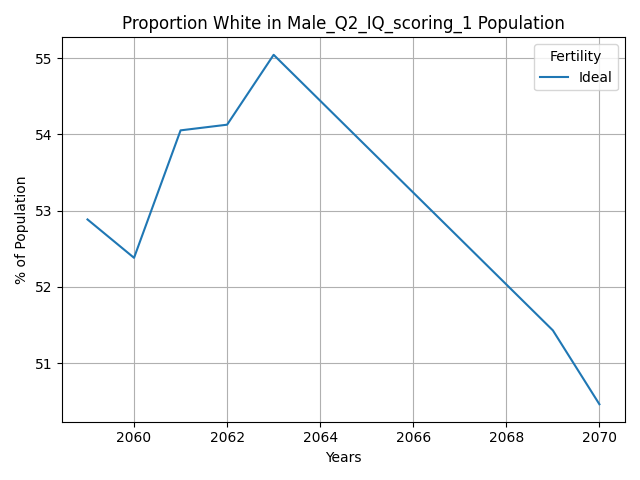 Proportion White in Male_Q2_IQ_scoring_1 Population
Fertility
Ideal
55
54
53
52
51
% of Population
2060 2062 2064 2066 2068 2070
Years